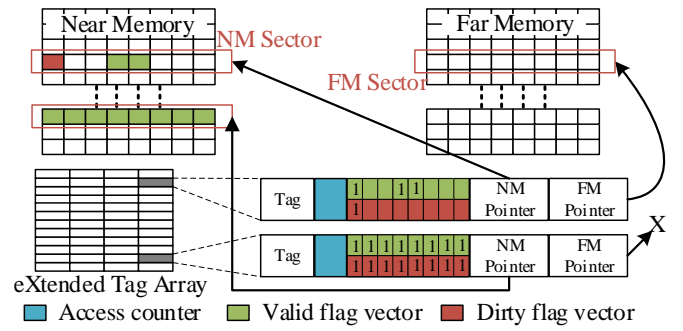 Near Memory
Far Memory
NM Sector
FM Sector
Tag
1 1 1
1
NM Pointer
FM Pointer
X
Tag
1 1 1 1 1 1 1 1
1 1 1 1 1 1 1 1
NM Pointer
FM Pointer
eXtended Tag Array
Access counter
Valid flag vector
Dirty flag vector